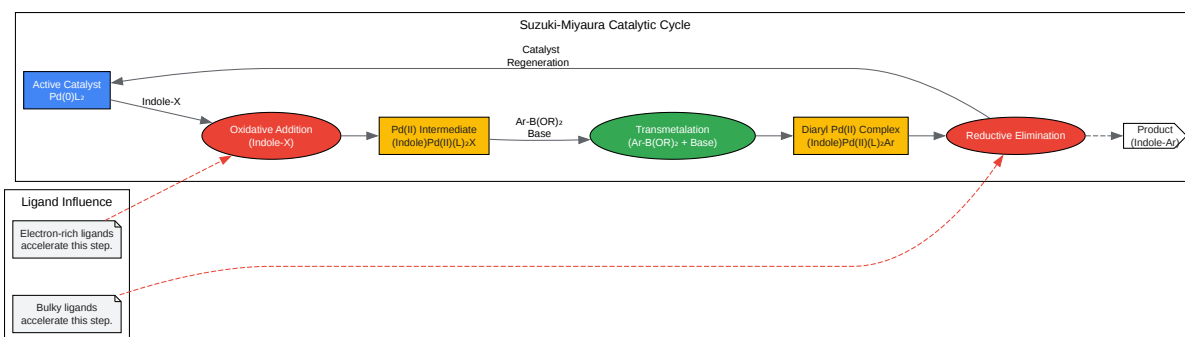 Suzuki-Miyaura Catalytic Cycle
Catalyst
Regeneration
Active Catalyst
Pd(0)L₂
Indole-X
Oxidative Addition
(Indole-X)
Pd(II) Intermediate
(Indole)Pd(II)(L)₂X
Ar-B(OR)₂
Base
Transmetalation
(Ar-B(OR)₂ + Base)
Diaryl Pd(II) Complex
(Indole)Pd(II)(L)₂Ar
Reductive Elimination
Product
(Indole-Ar)
Ligand Influence
Electron-rich ligands
accelerate this step.
Bulky ligands
accelerate this step.